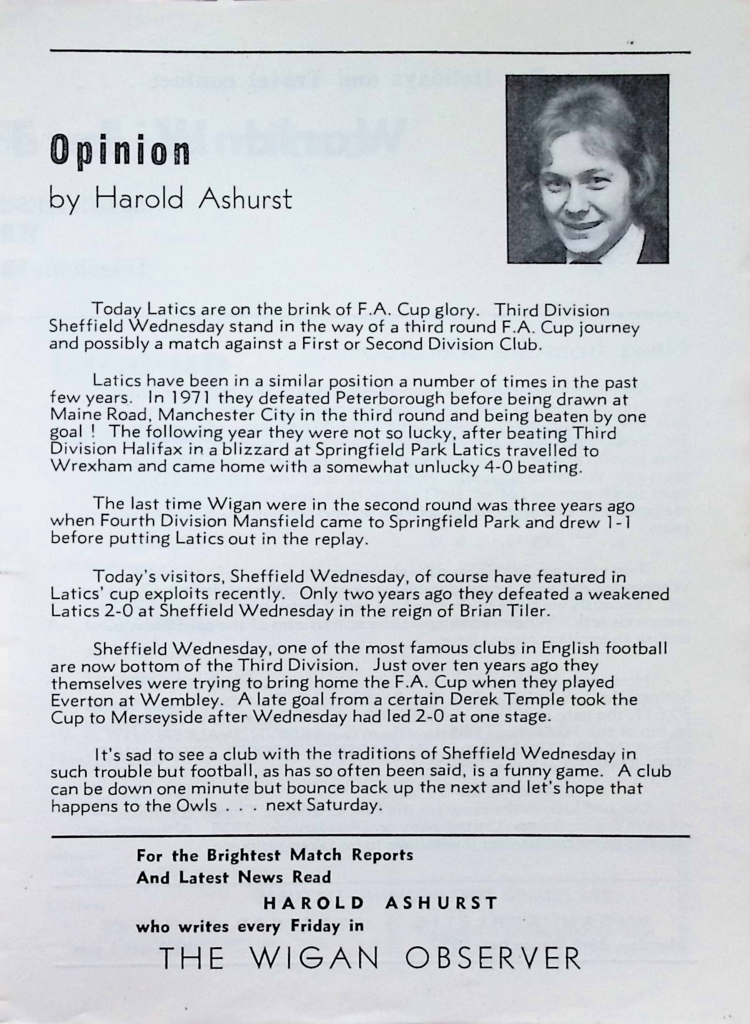 Opinion
by Harold Ashurst
Today Latics are on the brink of F.A. Cup glory. Third Division
Sheffield Wednesday stand in the way of a third round F.A. Cup journey
and possibly a match against a First or Second Division Club.
Latics have been in a similar position a number of times in the past
few years. In 1971 they defeated Peterborough before being drawn at
Maine Road, Manchester City in the third round and being beaten by one
goal ! The following year they were not so lucky, after beating Third
Division Halifax in a blizzard at Springfield Park Latics travelled to
Wrexham and came home with a somewhat unlucky 4-0 beating.
The last time Wigan were in the second round was three years ago
when Fourth Division Mansfield came to Springfield Park and drew 1-1
before putting Latics out in the replay.
Today's visitors, Sheffield Wednesday, of course have featured in
Latics' cup exploits recently. Only two years ago they defeated a weakened
Latics 2-0 at Sheffield Wednesday in the reign of Brian Tiler.
Sheffield Wednesday, one of the most famous clubs in English football
are now bottom of the Third Division. Just over ten years ago they
themselves were trying to bring home the F.A. Cup when they played
Everton at Wembley. A late goal from a certain Derek Temple took the
Cup to Merseyside after Wednesday had led 2-0 at one stage.
It's sad to see a club with the traditions of Sheffield Wednesday in
such trouble but football, as has so often been said, is a funny game. A club
can be down one minute but bounce back up the next and let's hope that
happens to the Owls . . . next Saturday.
For the Brightest Match Reports
And Latest News Read
HAROLD ASHURST
who writes every Friday in
THE WIGAN OBSERVER